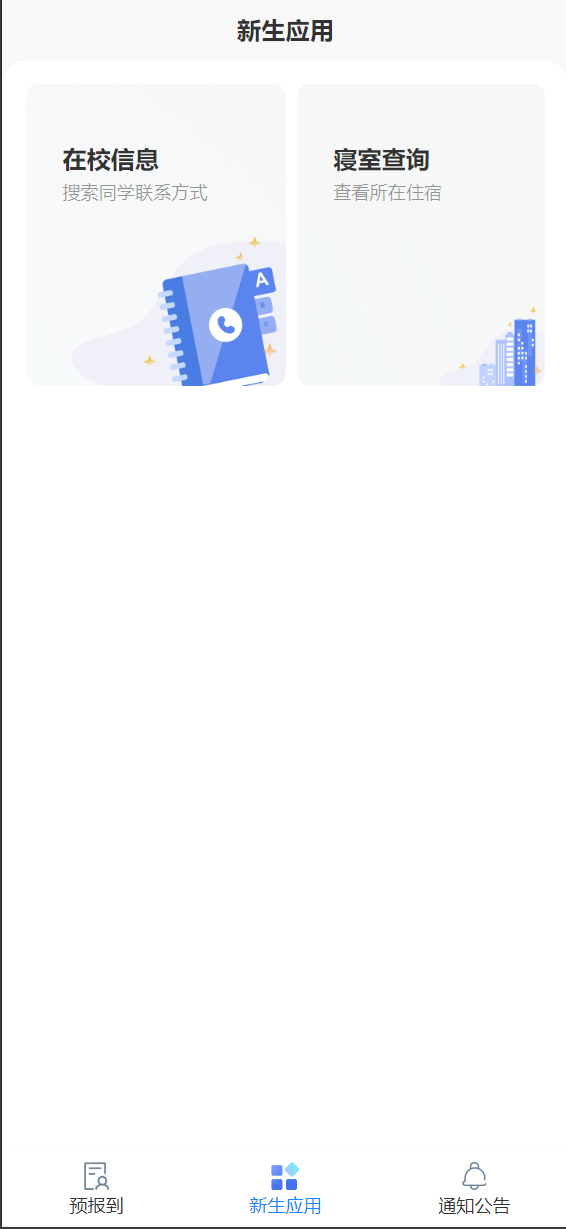 新生应用
在校信息
搜索同学联系方式
寝室查询
查看所在住宿
A
B
C
预报到
新生应用
通知公告